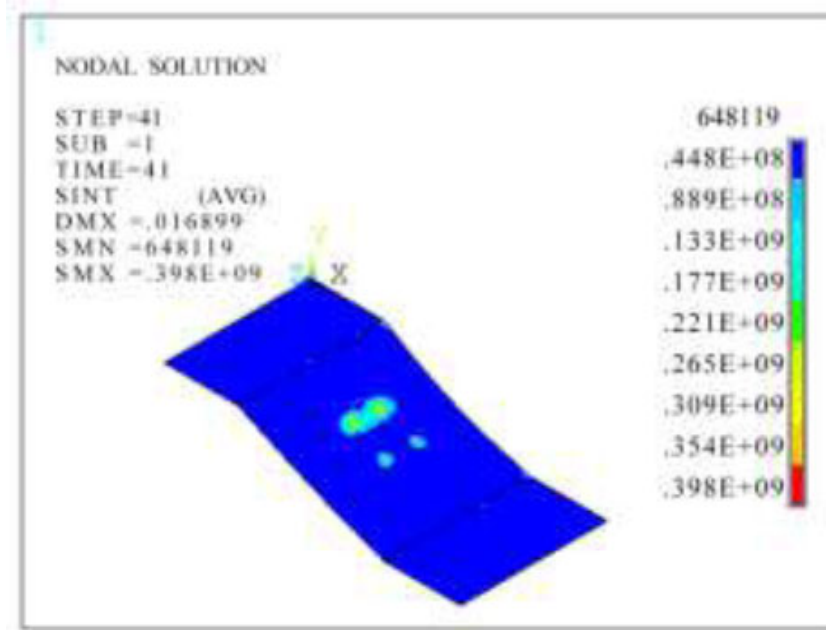 1
NODAL SOLUTION
STEP=41
SUB =1
TIME=41
SINT (AVG)
DMX =.016899
SMN =648119
SMX =.398E+09
Y
Z X
648119
.448E+08
.889E+08
.133E+09
.177E+09
.221E+09
.265E+09
.309E+09
.354E+09
.398E+09